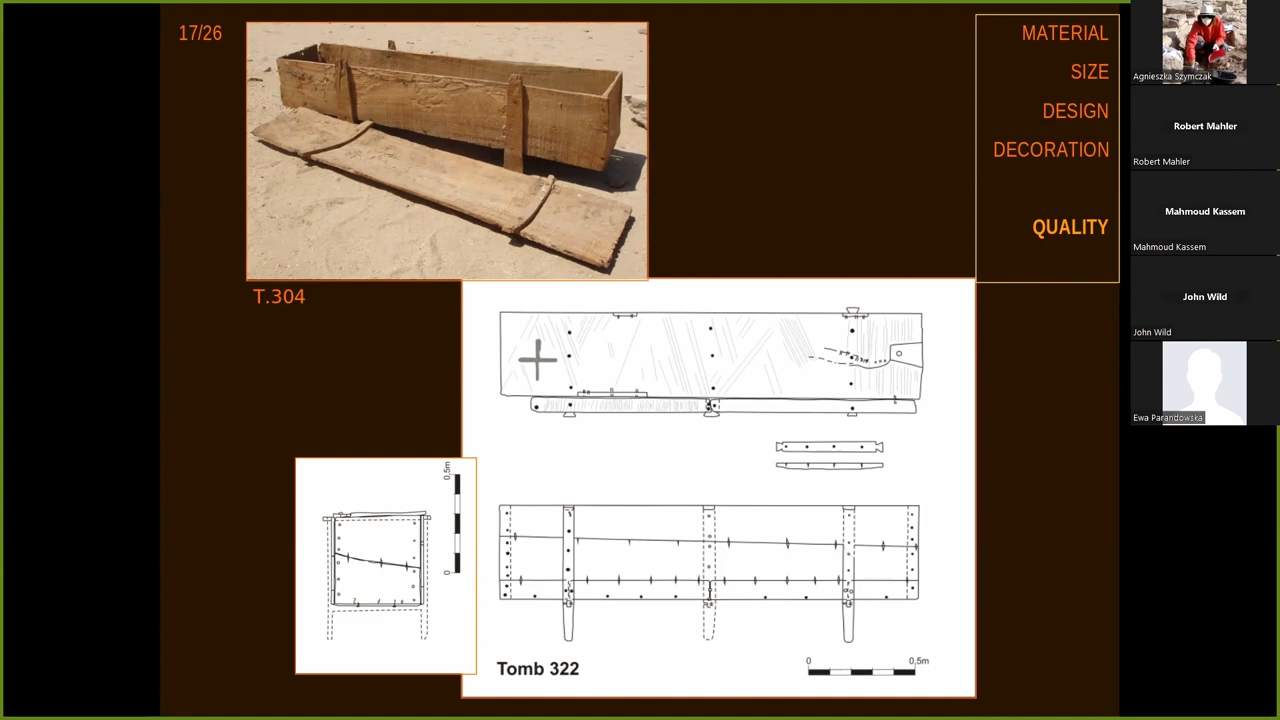 17/26
MATERIAL
SIZE
DESIGN
DECORATION
QUALITY
T.304
0,5m
0
Tomb 322
0
0,5m
Agnieszka Szymczak
Robert Mahler
Robert Mahler
Mahmoud Kassem
Mahmoud Kassem
John Wild
John Wild
Ewa Parandowska